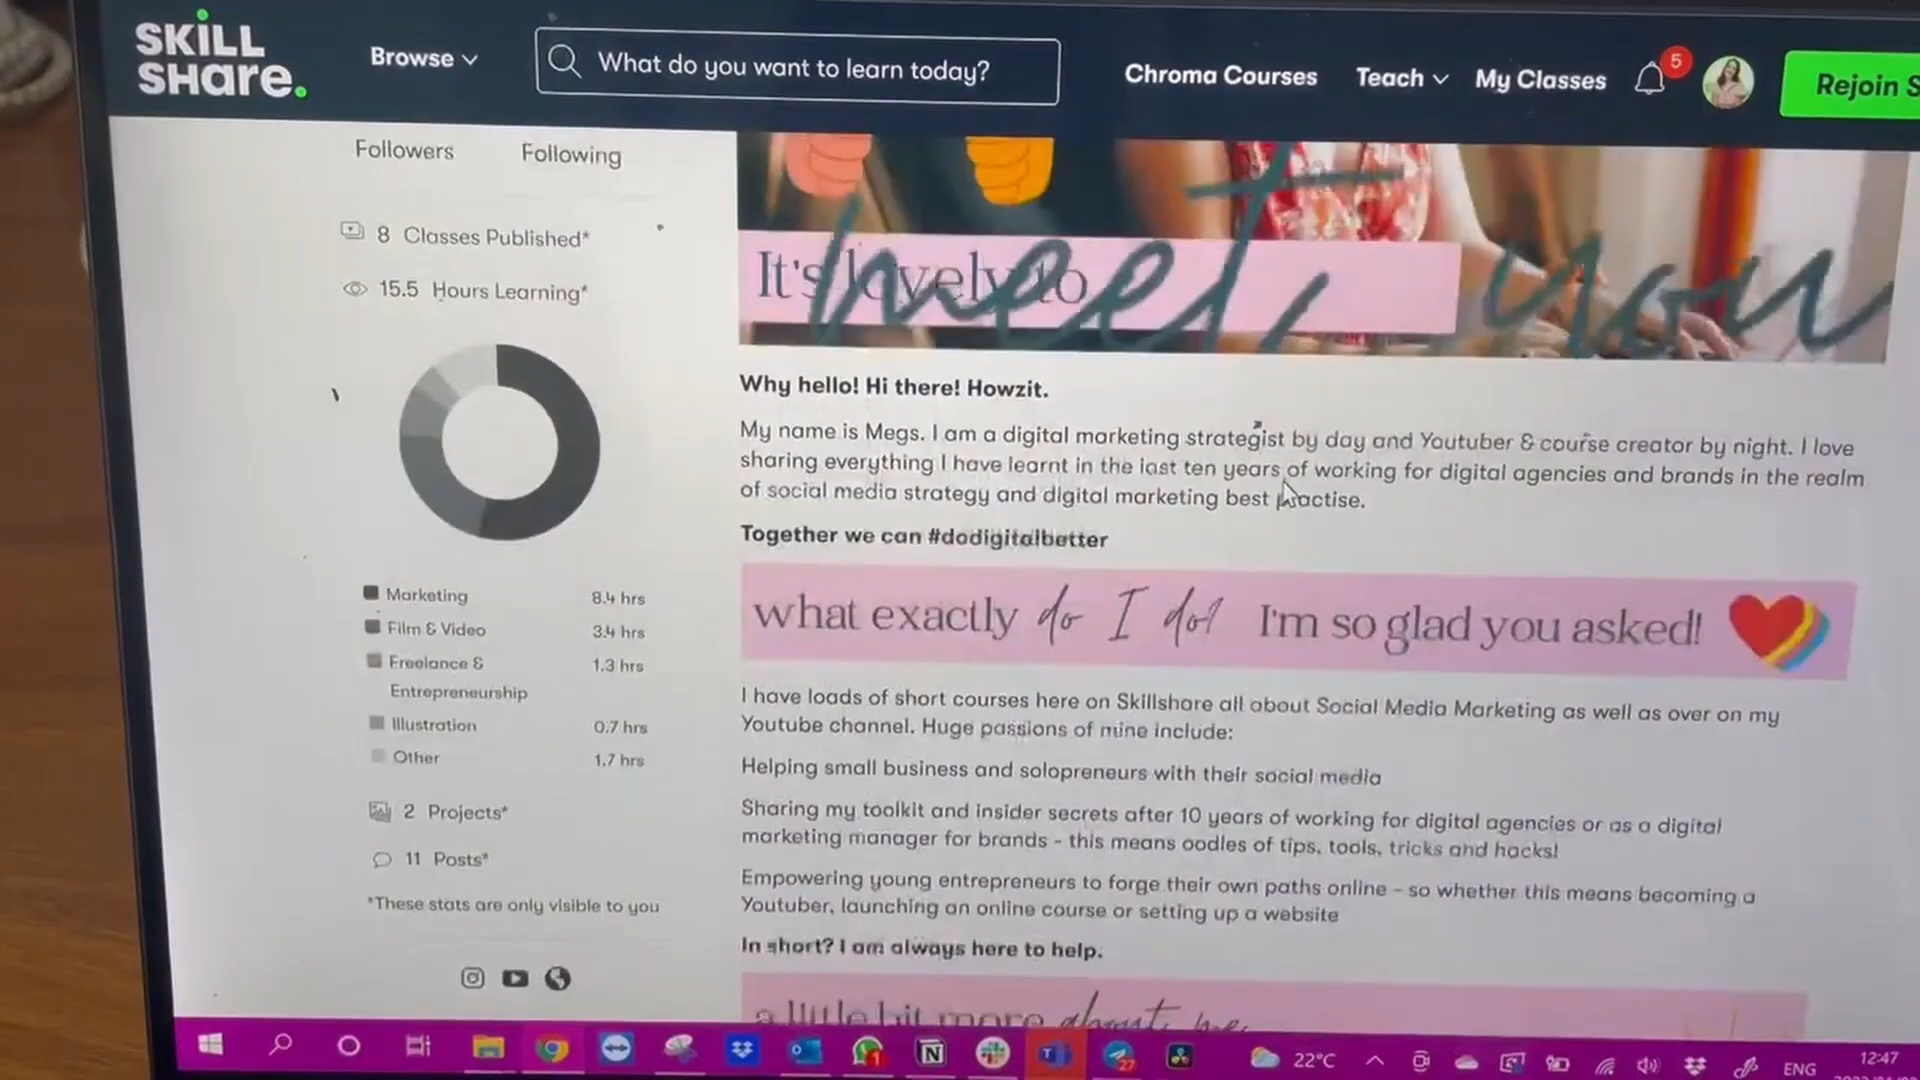 SKILL
SHare.
Browse
What do you want to learn today?
Chroma Courses
Teach
My Classes
5
Rejoin S
Followers
Following
8 Classes Published*
15.5 Hours Learning*
Marketing 8.4 hrs
Film & Video 3.4 hrs
Freelance & 1.3 hrs
Entrepreneurship
Illustration 0.7 hrs
Other 1.7 hrs
2 Projects*
11 Posts*
*These stats are only visible to you
It's lovely to
meet you
Why hello! Hi there! Howzit.
My name is Megs. I am a digital marketing strategist by day and Youtuber & course creator by night. I love
sharing everything I have learnt in the last ten years of working for digital agencies and brands in the realm
of social media strategy and digital marketing best practise.
Together we can #dodigitalbetter
what exactly do I do? I'm so glad you asked!
I have loads of short courses here on Skillshare all about Social Media Marketing as well as over on my
Youtube channel. Huge passions of mine include:
Helping small business and solopreneurs with their social media
Sharing my toolkit and insider secrets after 10 years of working for digital agencies or as a digital
marketing manager for brands - this means oodles of tips, tools, tricks and hacks!
Empowering young entrepreneurs to forge their own paths online - so whether this means becoming a
Youtuber, launching an online course or setting up a website
In short? I am always here to help.
a little bit more about me
1
27
22°C
ENG
12:47